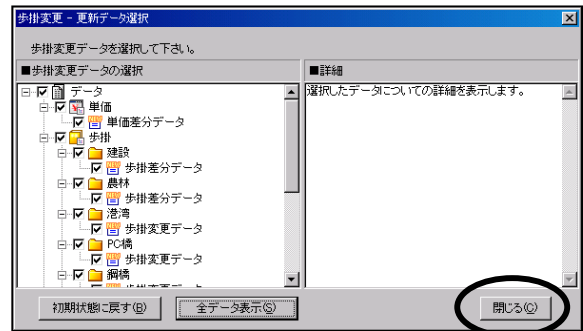 歩掛変更 - 更新データ選択
歩掛変更データを選択して下さい。
■歩掛変更データの選択
データ
単価
単価差分データ
歩掛
建設
歩掛差分データ
農林
歩掛差分データ
港湾
歩掛変更データ
PC橋
歩掛変更データ
鋼橋
■詳細
選択したデータについての詳細を表示します。
初期状態に戻す(B)
全データ表示(S)
閉じる(C)